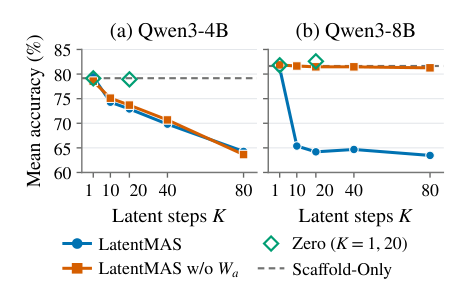 (a) Qwen3-4B
(b) Qwen3-8B
Mean accuracy (%)
85
80
75
70
65
60
1 10 20 40 80
1 10 20 40 80
Latent steps K
Latent steps K
LatentMAS
Zero (K = 1, 20)
LatentMAS w/o Wₐ
Scaffold-Only